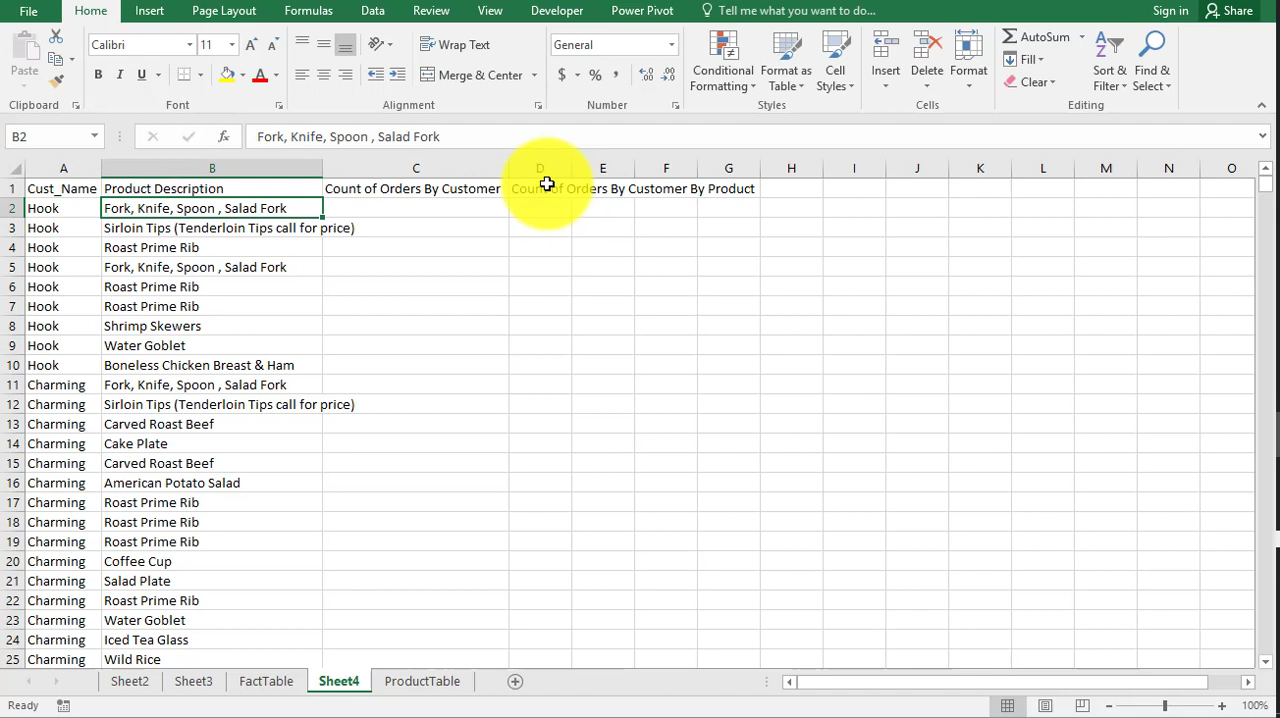 File Home Insert Page Layout Formulas Data Review View Developer Power Pivot Tell me what you want to do... Sign in Share
Paste
Clipboard
Calibri 11
A A
B I U A
Font
Wrap Text
Merge & Center
Alignment
General
$ % ,
Number
Conditional Formatting
Format as Table
Cell Styles
Styles
Insert
Delete
Format
Cells
AutoSum
Fill
Clear
Sort & Filter
Find & Select
Editing
B2 fx Fork, Knife, Spoon , Salad Fork
A B C D E F G H I J K L M N O
1 Cust_Name Product Description Count of Orders By Customer Count of Orders By Customer By Product
2 Hook Fork, Knife, Spoon , Salad Fork
3 Hook Sirloin Tips (Tenderloin Tips call for price)
4 Hook Roast Prime Rib
5 Hook Fork, Knife, Spoon , Salad Fork
6 Hook Roast Prime Rib
7 Hook Roast Prime Rib
8 Hook Shrimp Skewers
9 Hook Water Goblet
10 Hook Boneless Chicken Breast & Ham
11 Charming Fork, Knife, Spoon , Salad Fork
12 Charming Sirloin Tips (Tenderloin Tips call for price)
13 Charming Carved Roast Beef
14 Charming Cake Plate
15 Charming Carved Roast Beef
16 Charming American Potato Salad
17 Charming Roast Prime Rib
18 Charming Roast Prime Rib
19 Charming Roast Prime Rib
20 Charming Coffee Cup
21 Charming Salad Plate
22 Charming Roast Prime Rib
23 Charming Water Goblet
24 Charming Iced Tea Glass
25 Charming Wild Rice
Sheet2 Sheet3 FactTable Sheet4 ProductTable
Ready 100%